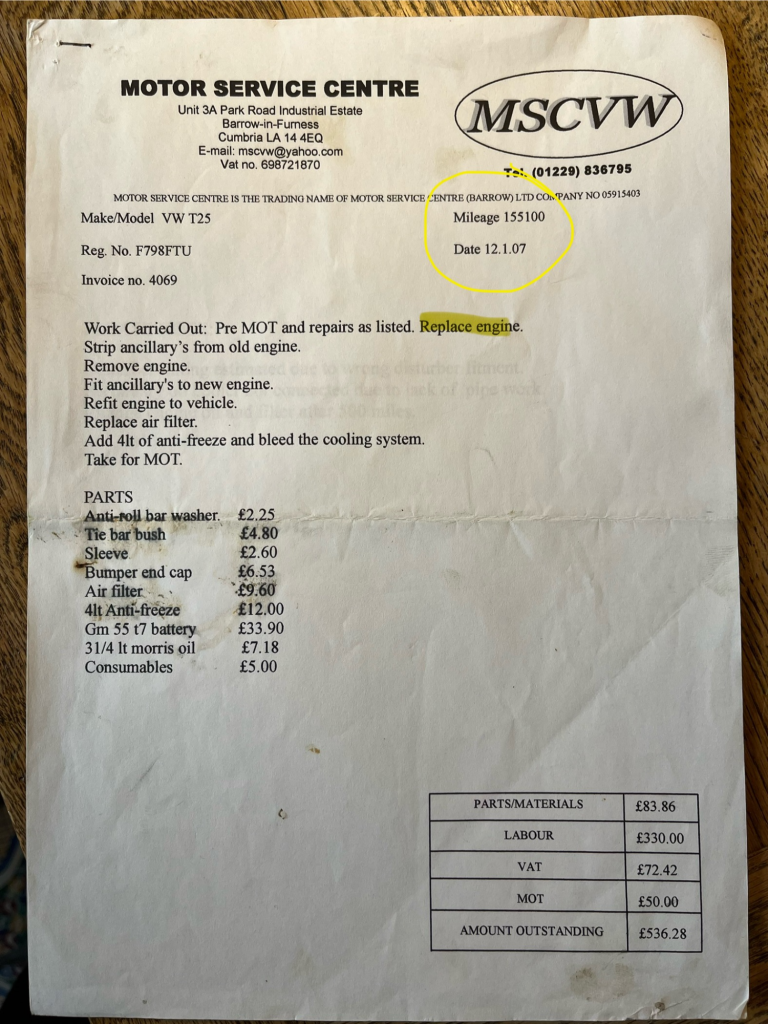 MOTOR SERVICE CENTRE
Unit 3A Park Road Industrial Estate
Barrow-in-Furness
Cumbria LA 14 4EQ
E-mail: mscvw@yahoo.com
Vat no. 698721870
MSCVW
Tel. (01229) 836795
MOTOR SERVICE CENTRE IS THE TRADING NAME OF MOTOR SERVICE CENTRE (BARROW) LTD COMPANY NO 05915403
Make/Model VW T25
Mileage 155100
Reg. No. F798FTU
Date 12.1.07
Invoice no. 4069
Work Carried Out: Pre MOT and repairs as listed. Replace engine.
Strip ancillary's from old engine.
Remove engine.
Fit ancillary's to new engine.
Refit engine to vehicle.
Replace air filter.
Add 4lt of anti-freeze and bleed the cooling system.
Take for MOT.
PARTS
Anti-roll bar washer. £2.25
Tie bar bush £4.80
Sleeve £2.60
Bumper end cap £6.53
Air filter £9.60
4lt Anti-freeze £12.00
Gm 55 t7 battery £33.90
31/4 lt morris oil £7.18
Consumables £5.00
PARTS/MATERIALS £83.86
LABOUR £330.00
VAT £72.42
MOT £50.00
AMOUNT OUTSTANDING £536.28